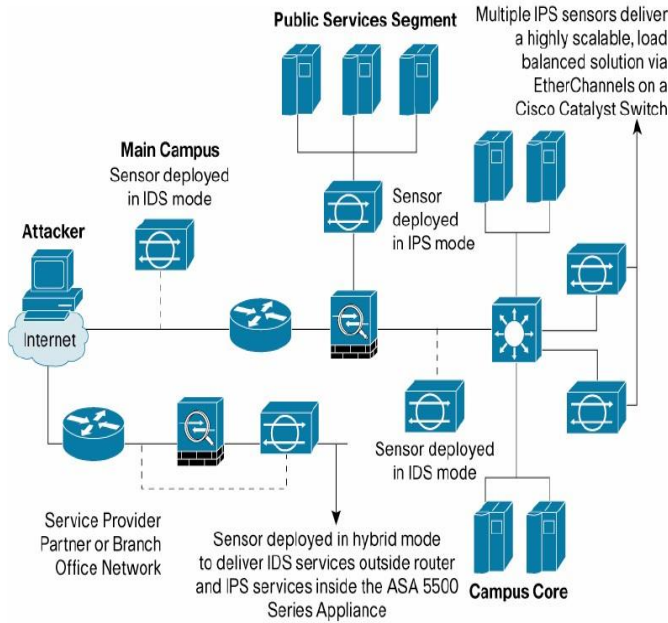 Public Services Segment
Multiple IPS sensors deliver
a highly scalable, load
balanced solution via
EtherChannels on a
Cisco Catalyst Switch
Main Campus
Sensor deployed
in IDS mode
Sensor
deployed
in IPS mode
Attacker
Internet
Sensor deployed
in IDS mode
Service Provider
Partner or Branch
Office Network
Sensor deployed in hybrid mode
to deliver IDS services outside router
and IPS services inside the ASA 5500
Series Appliance
Campus Core